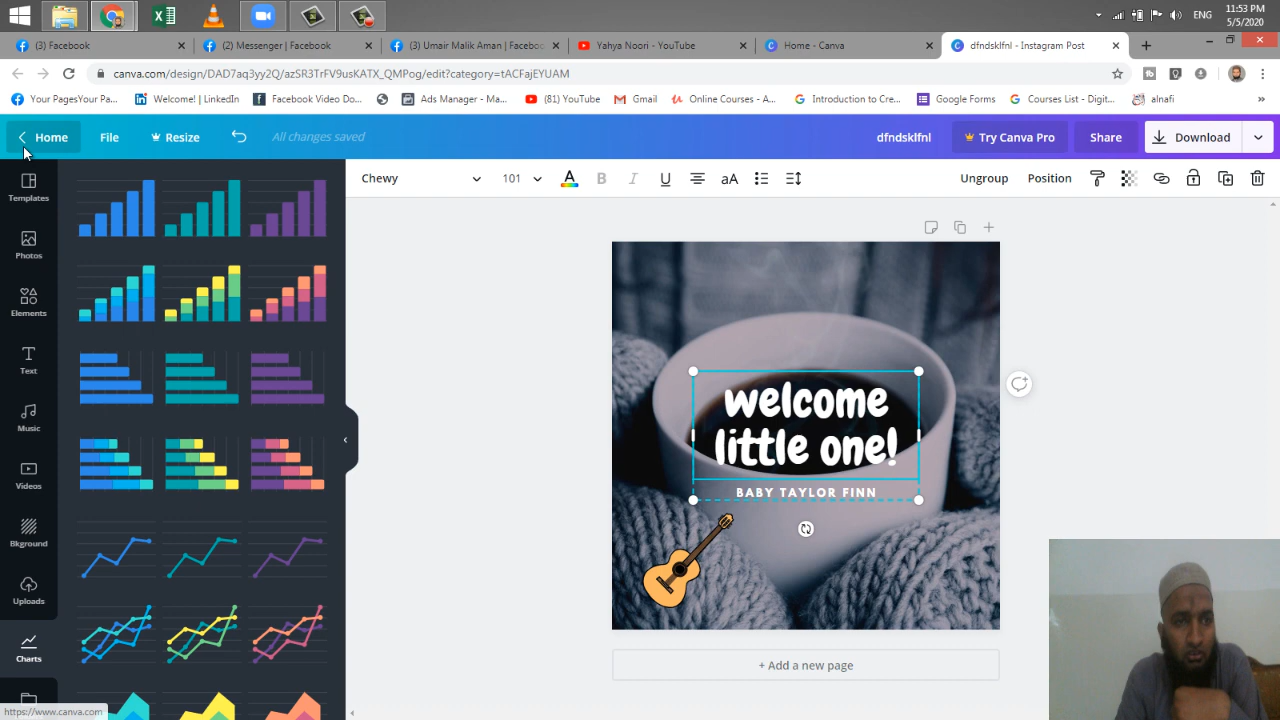 11:53 PM
ENG
5/5/2020
(3) Facebook
(2) Messenger | Facebook
(3) Umair Malik Aman | Faceboo
Yahya Noori - YouTube
Home - Canva
dfndsklfnl - Instagram Post
canva.com/design/DAD7aq3yy2Q/azSR3TrFV9usKATX_QMPog/edit?category=tACFajEYUAM
Your PagesYour Pa...
Welcome! | LinkedIn
Facebook Video Do...
Ads Manager - Ma...
(81) YouTube
Gmail
Online Courses - A...
Introduction to Cre...
Google Forms
Courses List - Digit...
alnafi
Home
File
Resize
All changes saved
dfndsklfnl
Try Canva Pro
Share
Download
Templates
Photos
Elements
Text
Music
Videos
Bkground
Uploads
Charts
Chewy
101
B
I
U
aA
Ungroup
Position
welcome
little one!
BABY TAYLOR FINN
+ Add a new page
https://www.canva.com